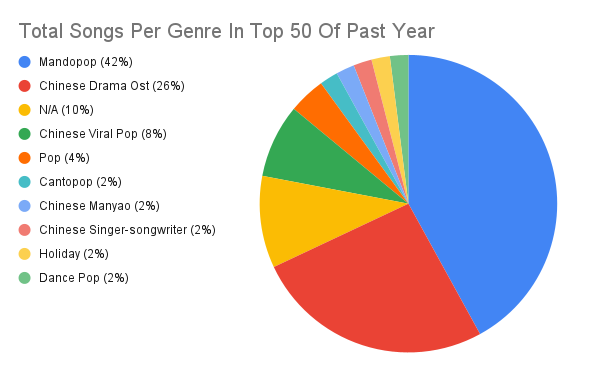 Total Songs Per Genre In Top 50 Of Past Year
Mandopop (42%)
Chinese Drama Ost (26%)
N/A (10%)
Chinese Viral Pop (8%)
Pop (4%)
Cantopop (2%)
Chinese Manyao (2%)
Chinese Singer-songwriter (2%)
Holiday (2%)
Dance Pop (2%)